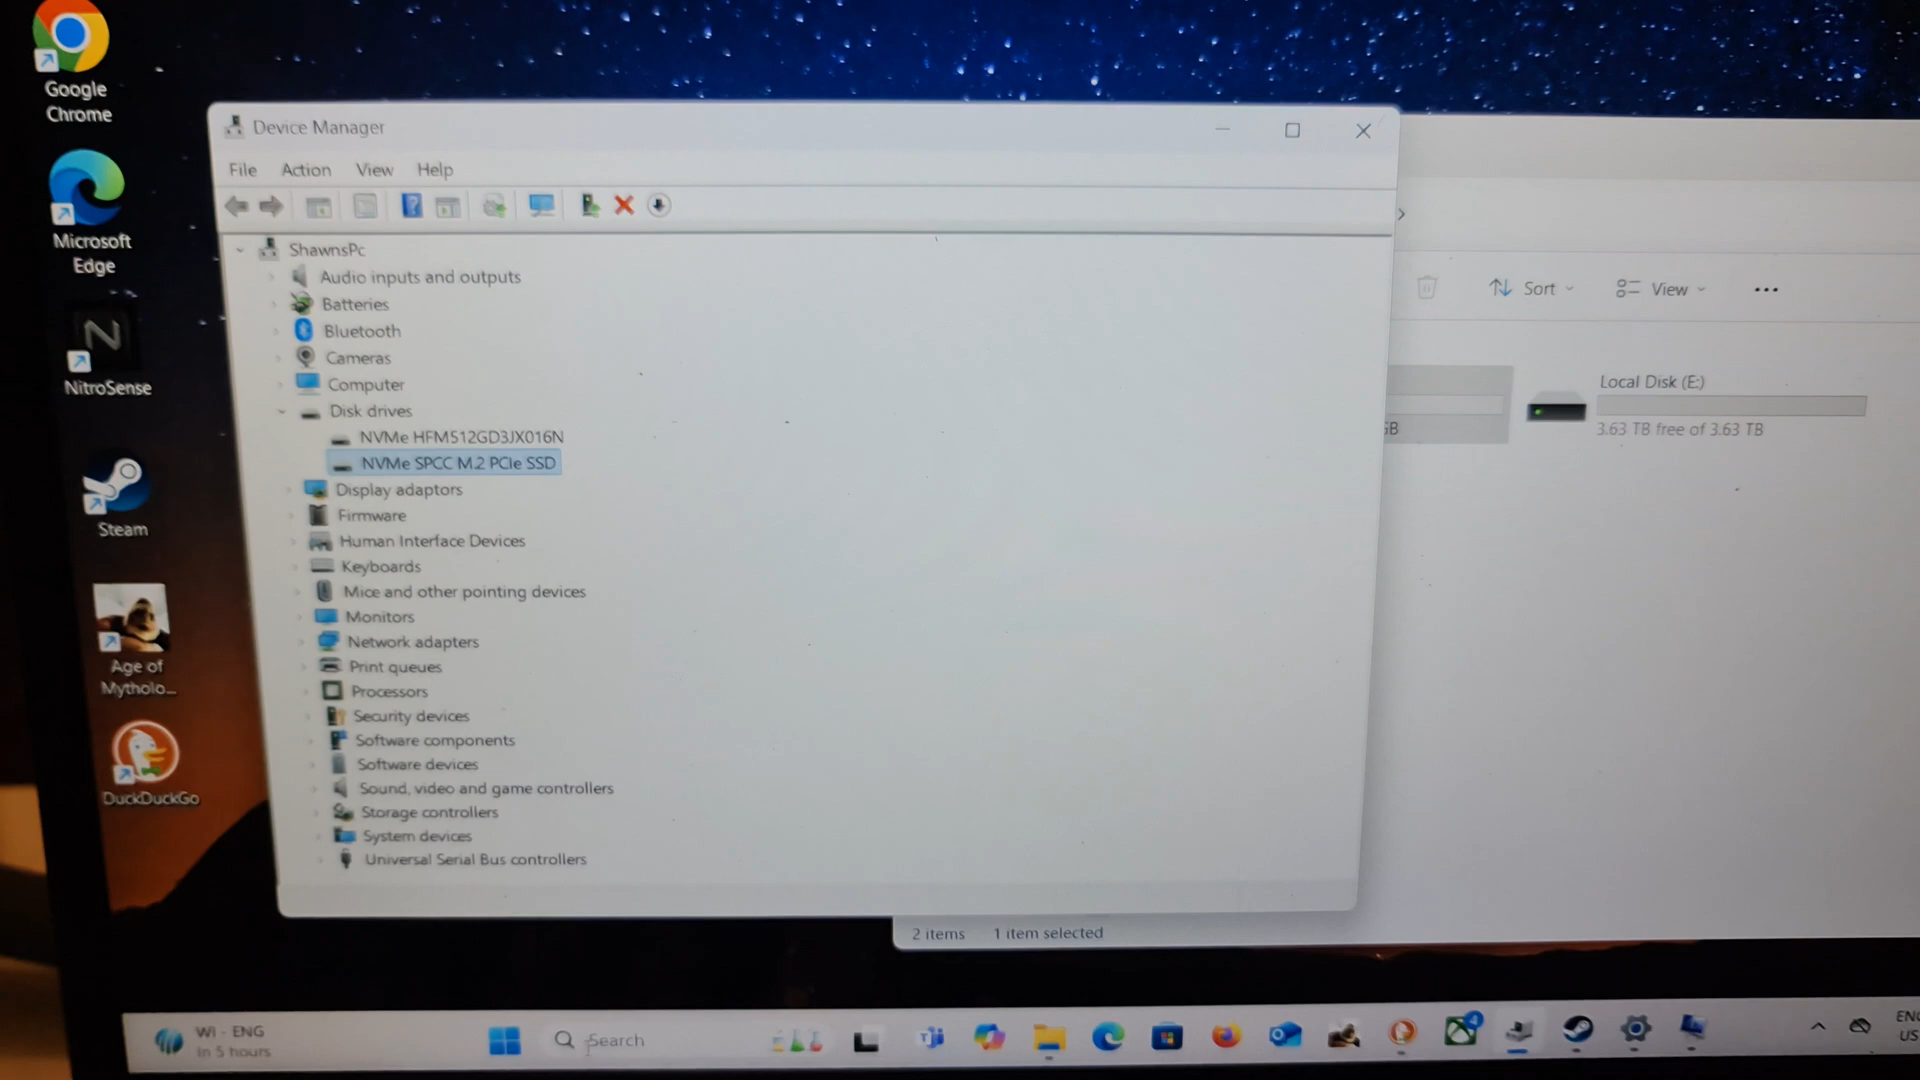 Google
Chrome
Microsoft
Edge
NitroSense
Steam
Age of
Mytholo...
DuckDuckGo
Device Manager
File Action View Help
ShawnsPc
Audio inputs and outputs
Batteries
Bluetooth
Cameras
Computer
Disk drives
NVMe HFM512GD3JX016N
NVMe SPCC M.2 PCIe SSD
Display adaptors
Firmware
Human Interface Devices
Keyboards
Mice and other pointing devices
Monitors
Network adapters
Print queues
Processors
Security devices
Software components
Software devices
Sound, video and game controllers
Storage controllers
System devices
Universal Serial Bus controllers
Sort View
GB
Local Disk (E:)
3.63 TB free of 3.63 TB
2 items 1 item selected
WI - ENG
In 5 hours
Search
4
ENG
US